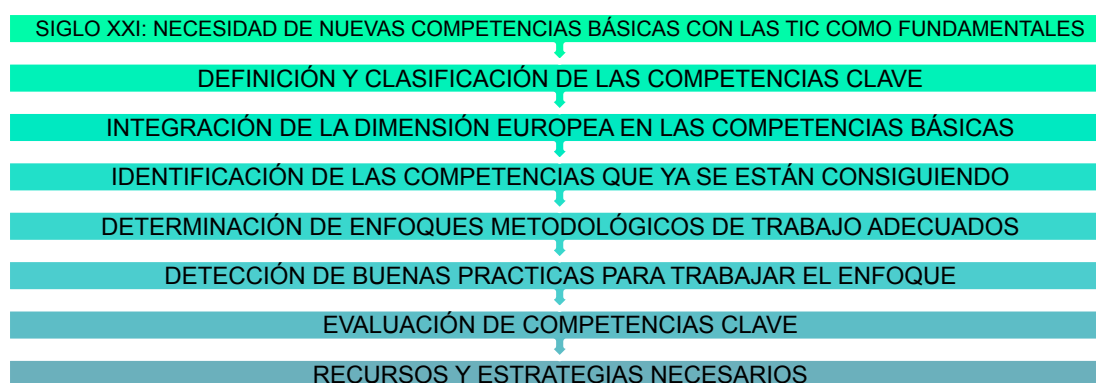 SIGLO XXI: NECESIDAD DE NUEVAS COMPETENCIAS BÁSICAS CON LAS TIC COMO FUNDAMENTALES
DEFINICIÓN Y CLASIFICACIÓN DE LAS COMPETENCIAS CLAVE
INTEGRACIÓN DE LA DIMENSIÓN EUROPEA EN LAS COMPETENCIAS BÁSICAS
IDENTIFICACIÓN DE LAS COMPETENCIAS QUE YA SE ESTÁN CONSIGUIENDO
DETERMINACIÓN DE ENFOQUES METODOLÓGICOS DE TRABAJO ADECUADOS
DETECCIÓN DE BUENAS PRACTICAS PARA TRABAJAR EL ENFOQUE
EVALUACIÓN DE COMPETENCIAS CLAVE
RECURSOS Y ESTRATEGIAS NECESARIOS